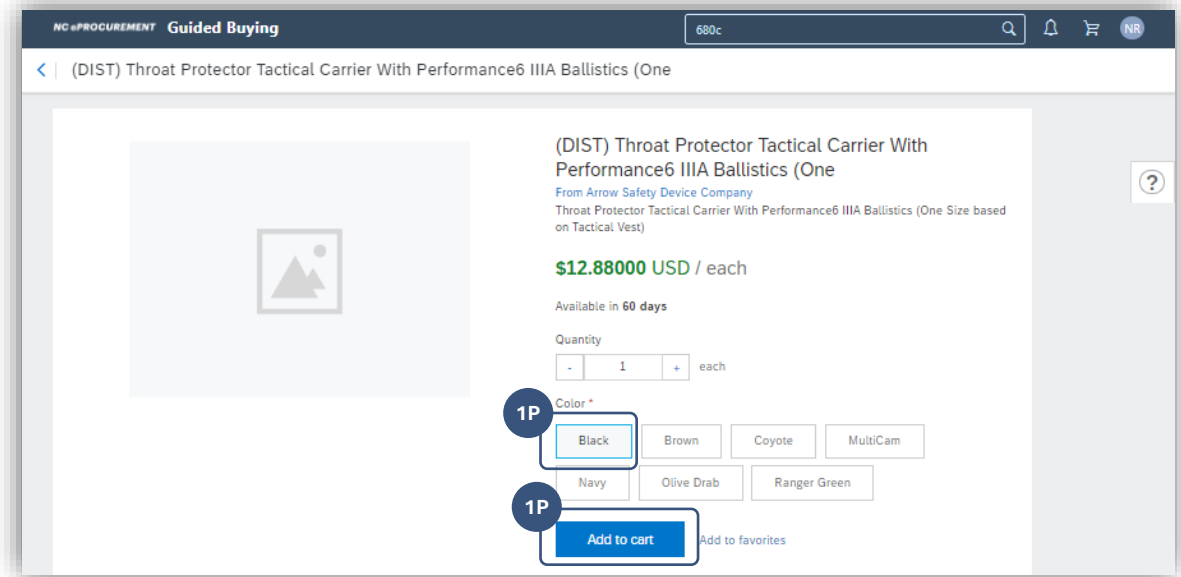 NC ePROCUREMENT Guided Buying 680c NR
(DIST) Throat Protector Tactical Carrier With Performance6 IIIA Ballistics (One
(DIST) Throat Protector Tactical Carrier With
Performance6 IIIA Ballistics (One
From Arrow Safety Device Company
Throat Protector Tactical Carrier With Performance6 IIIA Ballistics (One Size based
on Tactical Vest)
?
$12.88000 USD / each
Available in 60 days
Quantity
- 1 + each
Color *
1P
Black Brown Coyote MultiCam
Navy Olive Drab Ranger Green
1P
Add to cart Add to favorites